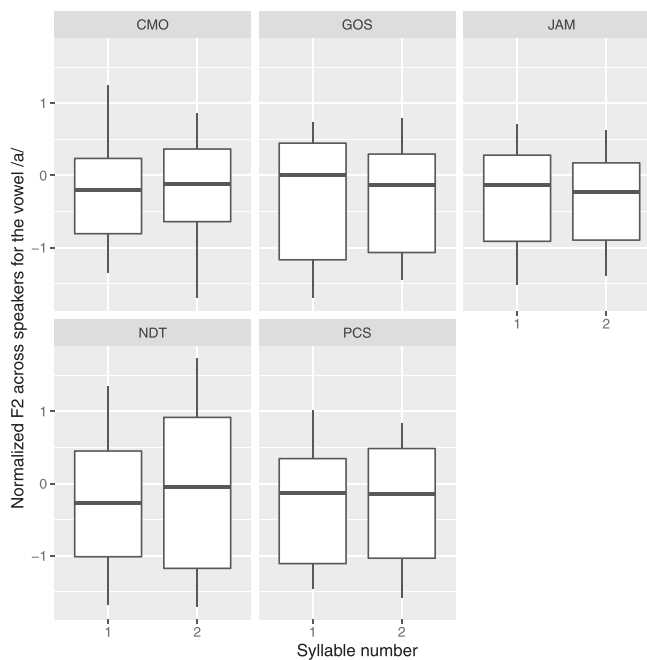 CMO GOS JAM
1
0
−1
1 2
NDT PCS
1
0
−1
1 2 1 2
Syllable number
Normalized F2 across speakers for the vowel /a/